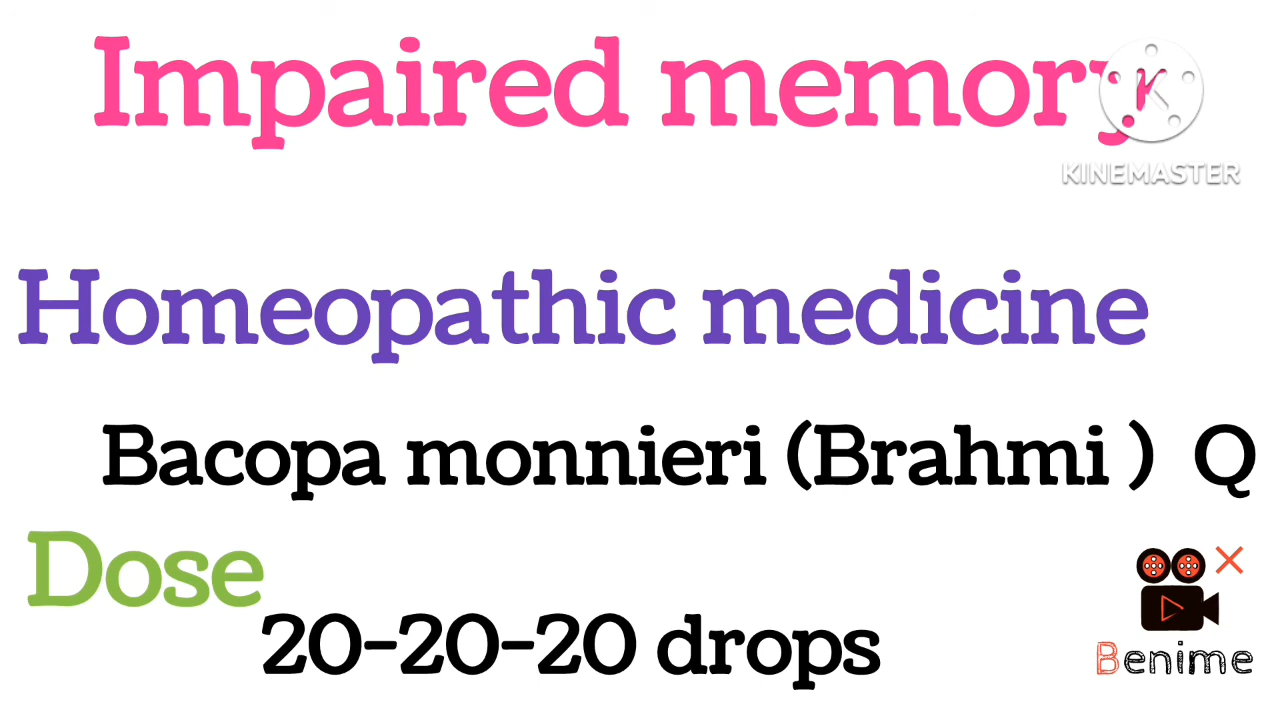 Impaired memory
KINEMASTER
Homeopathic medicine
Bacopa monnieri (Brahmi ) Q
Dose
20-20-20 drops
Benime